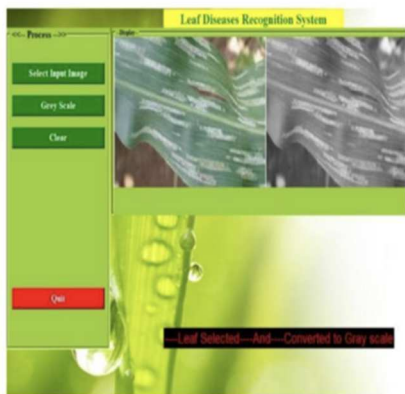 Leaf Diseases Recognition System
<<--- Process --->>
Display
Select Input Image
Grey Scale
Clear
Quit
----Leaf Selected----And----Converted to Gray scale